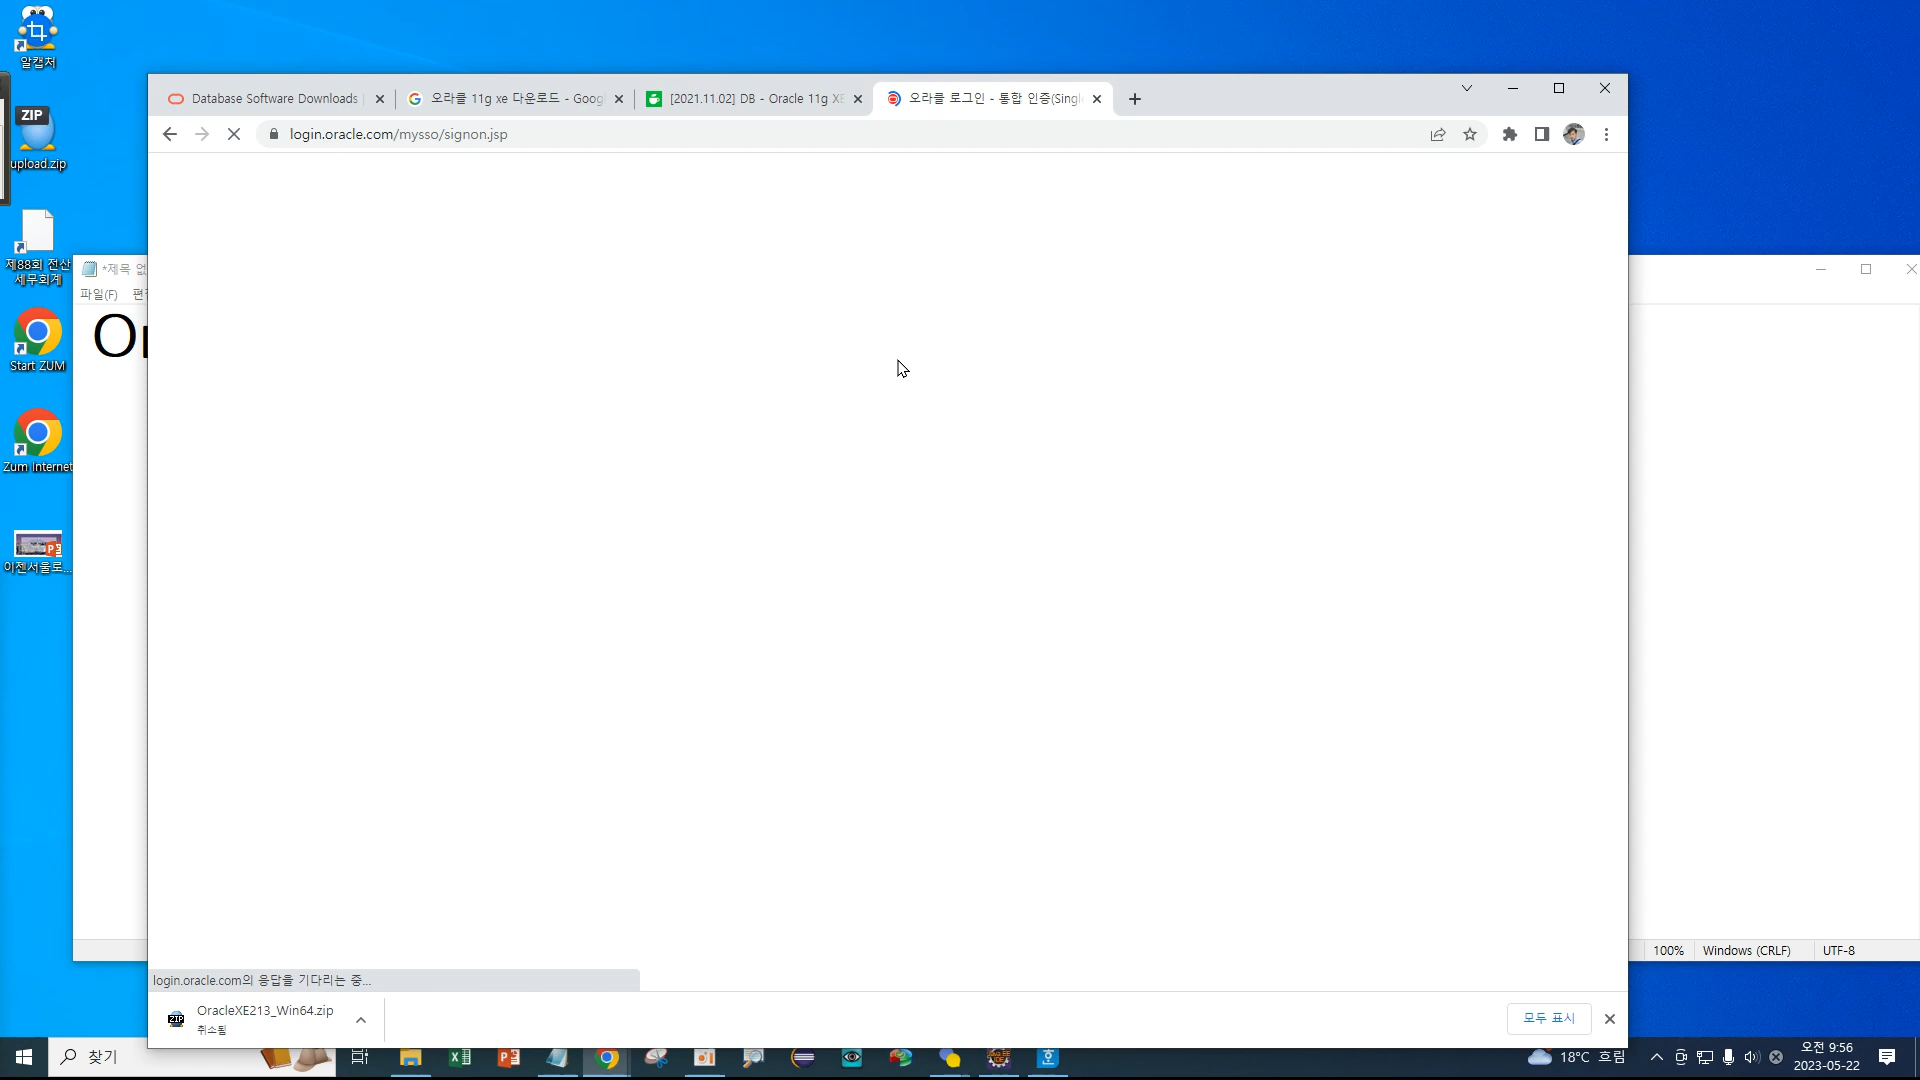 알캡처
ZIP
upload.zip
제88회 전산
세무회계
Start ZUM
Zum Internet
이젠서울로...
Database Software Downloads
오라클 11g xe 다운로드 - Goog
[2021.11.02] DB - Oracle 11g XE
오라클 로그인 - 통합 인증(Singl
login.oracle.com/mysso/signon.jsp
*제목 없
파일(F) 편
Or
100% Windows (CRLF) UTF-8
login.oracle.com의 응답을 기다리는 중...
ZIP
OracleXE213_Win64.zip
취소됨
모두 표시
찾기
18°C 흐림
오전 9:56
2023-05-22